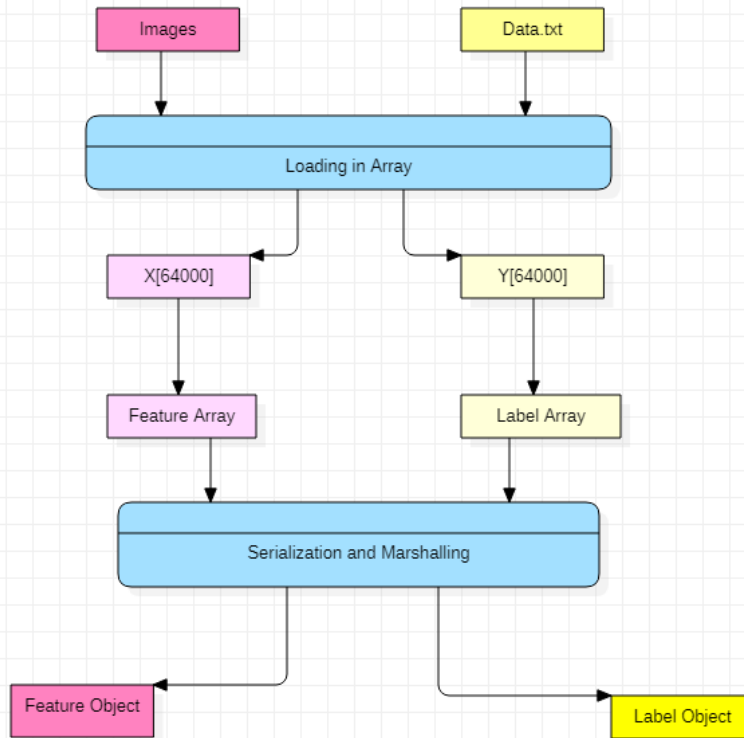 Images
Data.txt
Loading in Array
X[64000]
Y[64000]
Feature Array
Label Array
Serialization and Marshalling
Feature Object
Label Object